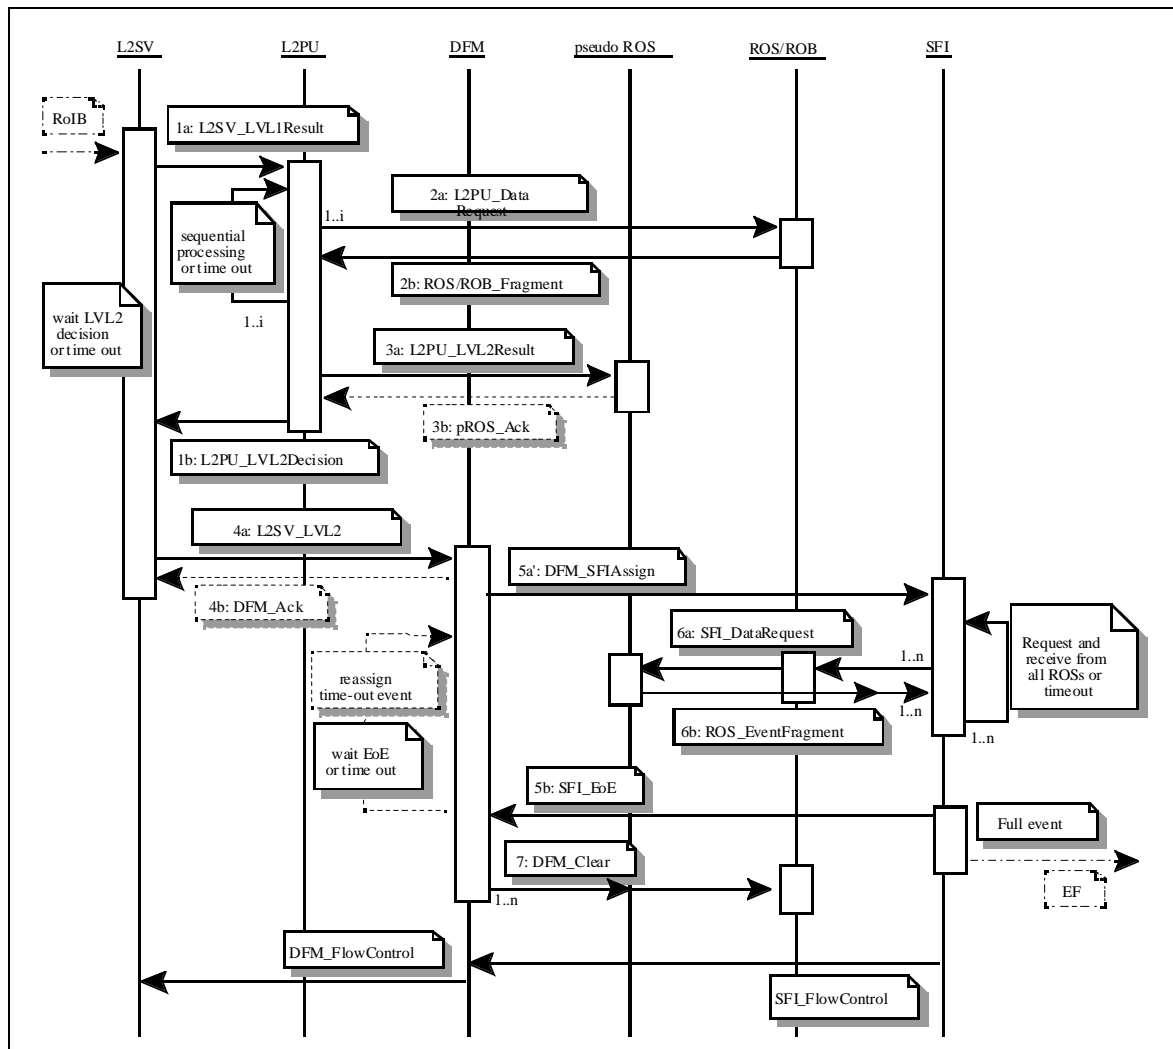 L2SV L2PU DFM pseudo ROS ROS/ROB SFI
RoIB
1a: L2SV_LVL1Result
2a: L2PU_Data
Request
1..i
sequential
processing
or time out
2b: ROS/ROB_Fragment
wait LVL2
decision
or time out
1..i
3a: L2PU_LVL2Result
3b: pROS_Ack
1b: L2PU_LVL2Decision
4a: L2SV_LVL2
5a': DFM_SFIAssign
4b: DFM_Ack
6a: SFI_DataRequest
1..n
Request and
receive from
all ROSs or
timeout
reassign
time-out event
1..n
6b: ROS_EventFragment
1..n
wait EoE
or time out
5b: SFI_EoE
Full event
7: DFM_Clear
1..n
EF
DFM_FlowControl
SFI_FlowControl